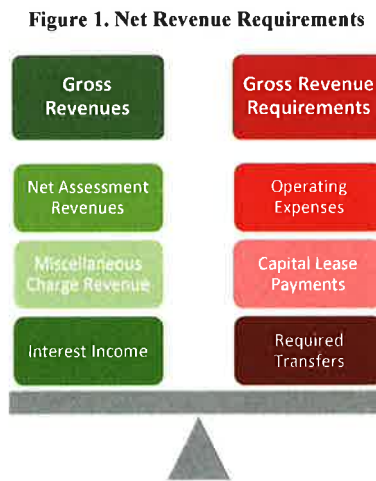 Figure 1. Net Revenue Requirements
Gross
Revenues
Gross Revenue
Requirements
Net Assessment
Revenues
Operating
Expenses
Miscellaneous
Charge Revenue
Capital Lease
Payments
Interest Income
Required
Transfers